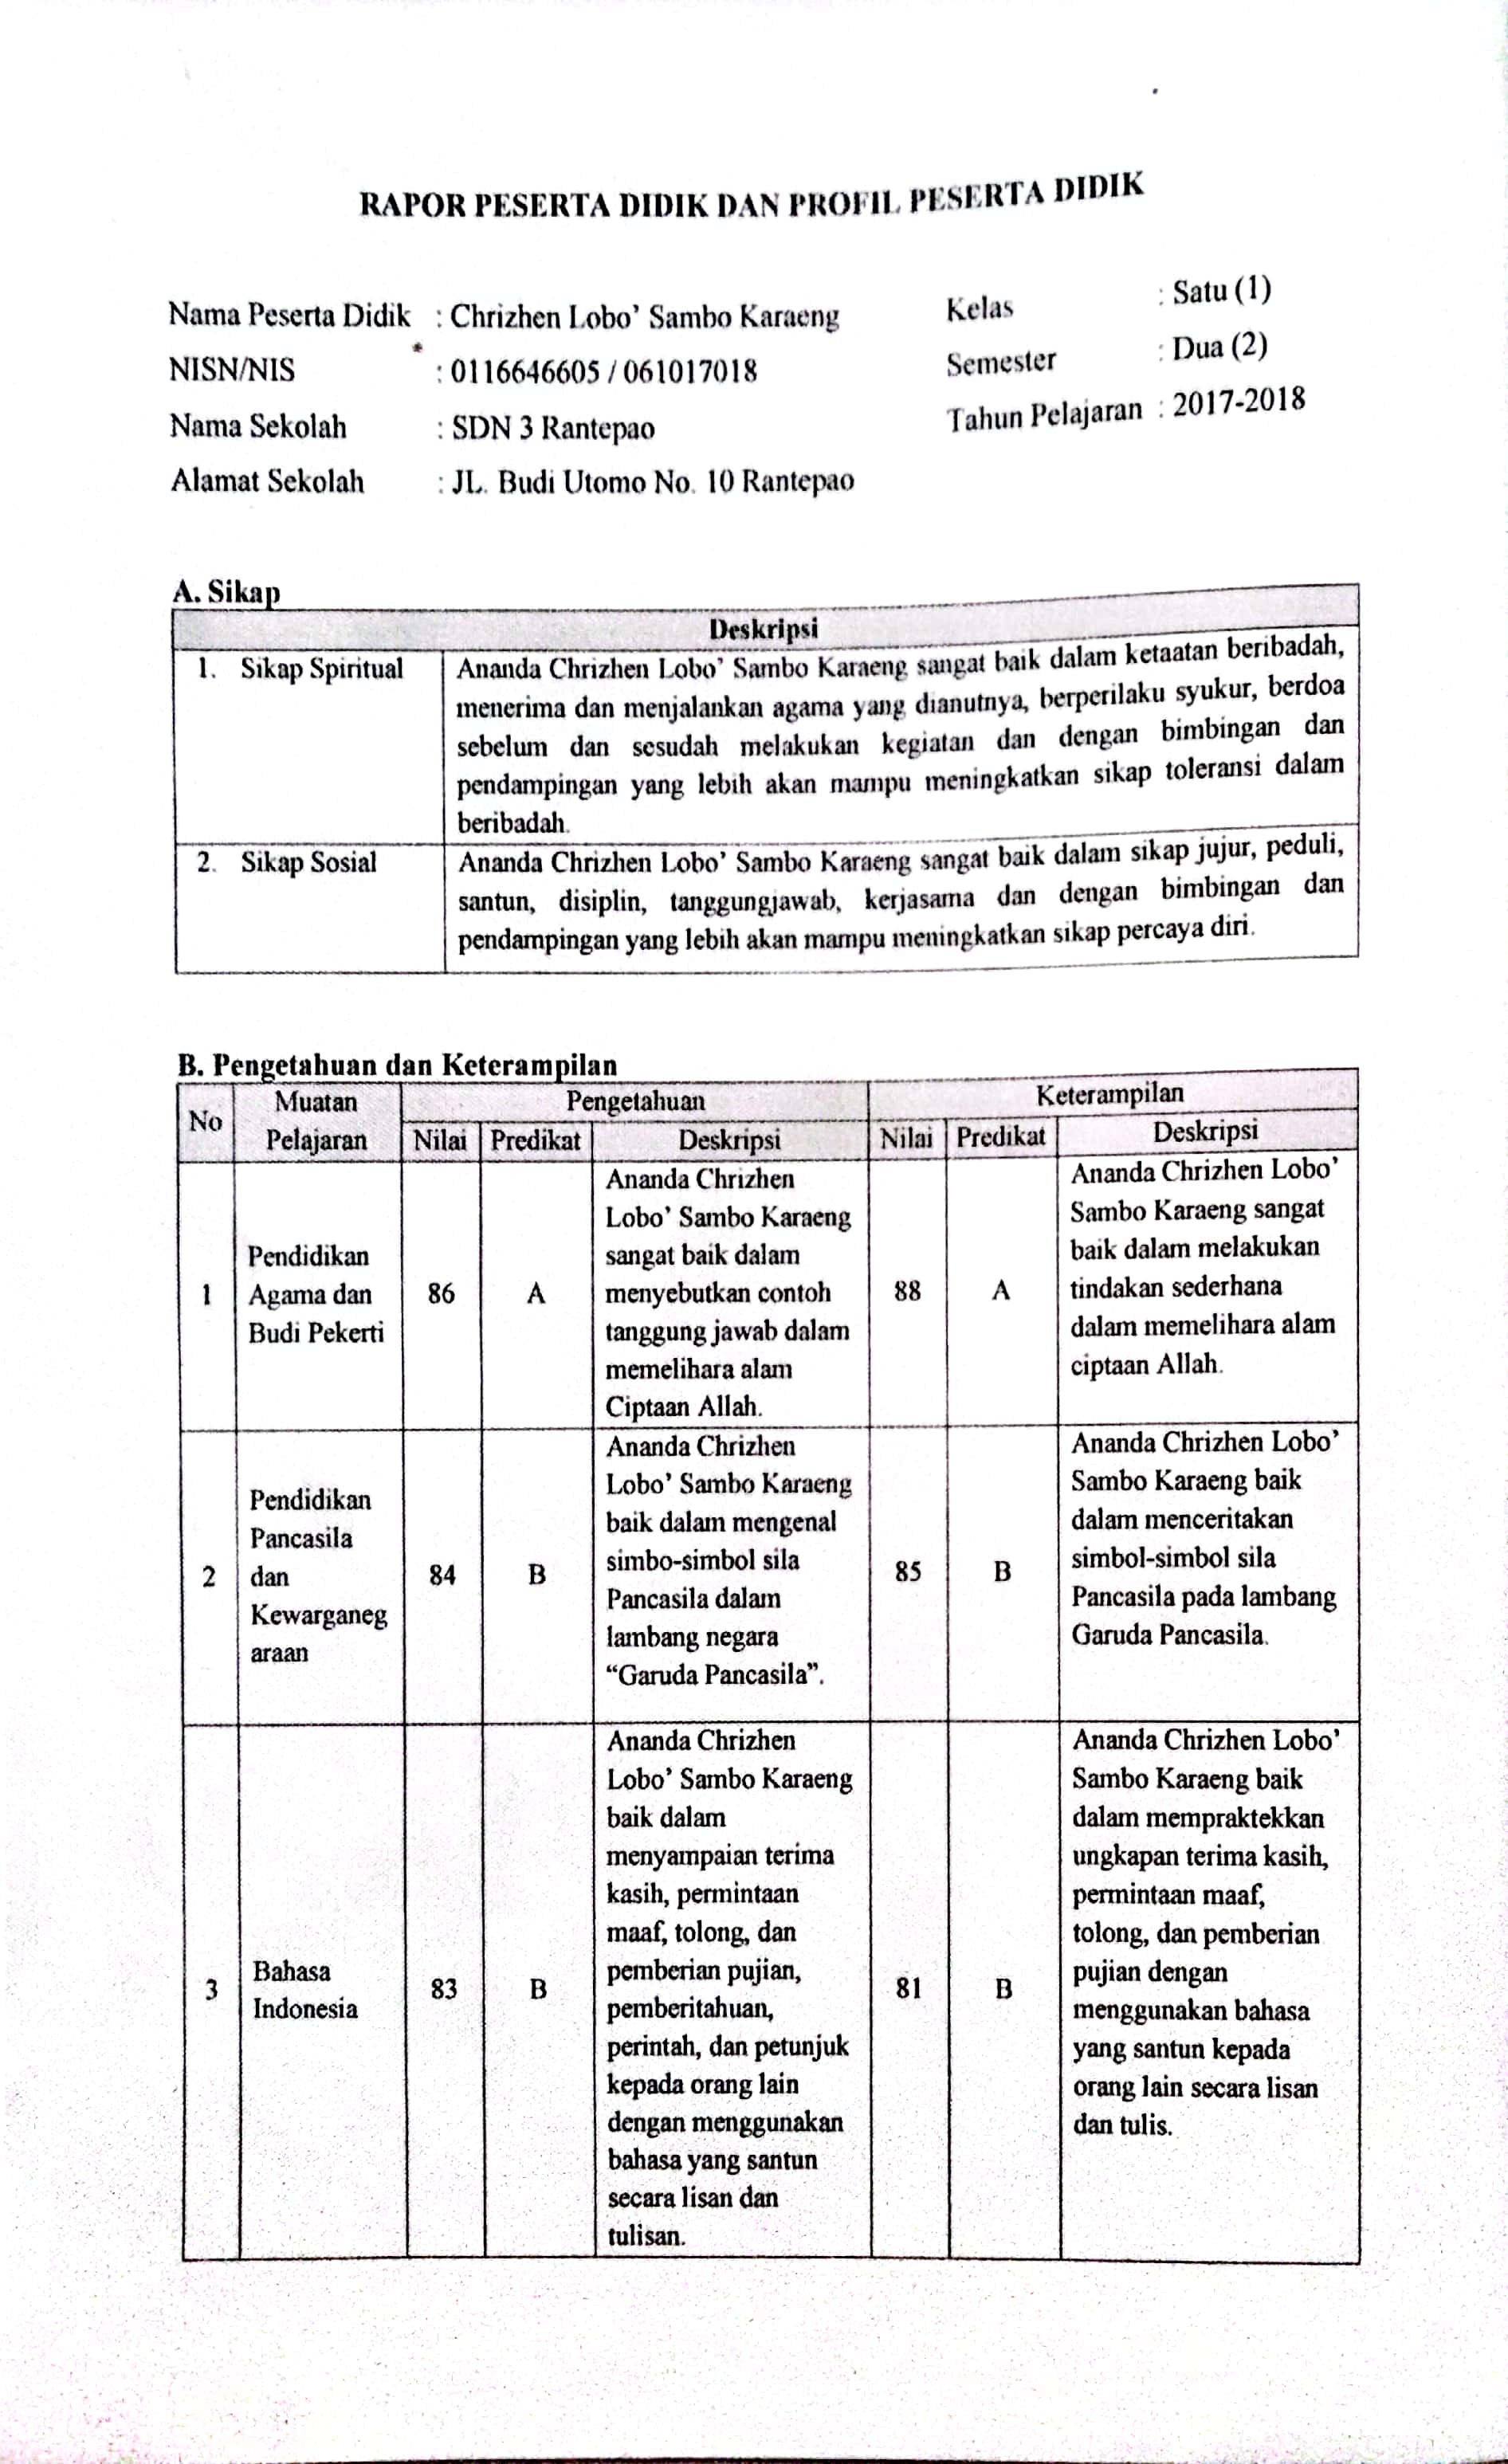 RAPOR PESERTA DIDIK DAN PROFIL PESERTA DIDIK
Nama Peserta Didik : Chrizhen Lobo' Sambo Karaeng
NISN/NIS : 0116646605 / 061017018
Nama Sekolah : SDN 3 Rantepao
Alamat Sekolah : JL. Budi Utomo No. 10 Rantepao
Kelas : Satu (1)
Semester : Dua (2)
Tahun Pelajaran : 2017-2018
A. Sikap
Deskripsi
1. Sikap Spiritual
Ananda Chrizhen Lobo' Sambo Karaeng sangat baik dalam ketaatan beribadah,
menerima dan menjalankan agama yang dianutnya, berperilaku syukur, berdoa
sebelum dan sesudah melakukan kegiatan dan dengan bimbingan dan
pendampingan yang lebih akan mampu meningkatkan sikap toleransi dalam
beribadah.
2. Sikap Sosial
Ananda Chrizhen Lobo' Sambo Karaeng sangat baik dalam sikap jujur, peduli,
santun, disiplin, tanggungjawab, kerjasama dan dengan bimbingan dan
pendampingan yang lebih akan mampu meningkatkan sikap percaya diri.
B. Pengetahuan dan Keterampilan
No
Muatan
Pelajaran
Pengetahuan
Keterampilan
Nilai Predikat Deskripsi Nilai Predikat Deskripsi
1
Pendidikan
Agama dan
Budi Pekerti
86
A
Ananda Chrizhen
Lobo' Sambo Karaeng
sangat baik dalam
menyebutkan contoh
tanggung jawab dalam
memelihara alam
Ciptaan Allah.
88
A
Ananda Chrizhen Lobo'
Sambo Karaeng sangat
baik dalam melakukan
tindakan sederhana
dalam memelihara alam
ciptaan Allah.
2
Pendidikan
Pancasila
dan
Kewarganeg
araan
84
B
Ananda Chrizhen
Lobo' Sambo Karaeng
baik dalam mengenal
simbo-simbol sila
Pancasila dalam
lambang negara
“Garuda Pancasila”.
85
B
Ananda Chrizhen Lobo'
Sambo Karaeng baik
dalam menceritakan
simbol-simbol sila
Pancasila pada lambang
Garuda Pancasila.
3
Bahasa
Indonesia
83
B
Ananda Chrizhen
Lobo' Sambo Karaeng
baik dalam
menyampaian terima
kasih, permintaan
maaf, tolong, dan
pemberian pujian,
pemberitahuan,
perintah, dan petunjuk
kepada orang lain
dengan menggunakan
bahasa yang santun
secara lisan dan
tulisan.
81
B
Ananda Chrizhen Lobo'
Sambo Karaeng baik
dalam mempraktekkan
ungkapan terima kasih,
permintaan maaf,
tolong, dan pemberian
pujian dengan
menggunakan bahasa
yang santun kepada
orang lain secara lisan
dan tulis.